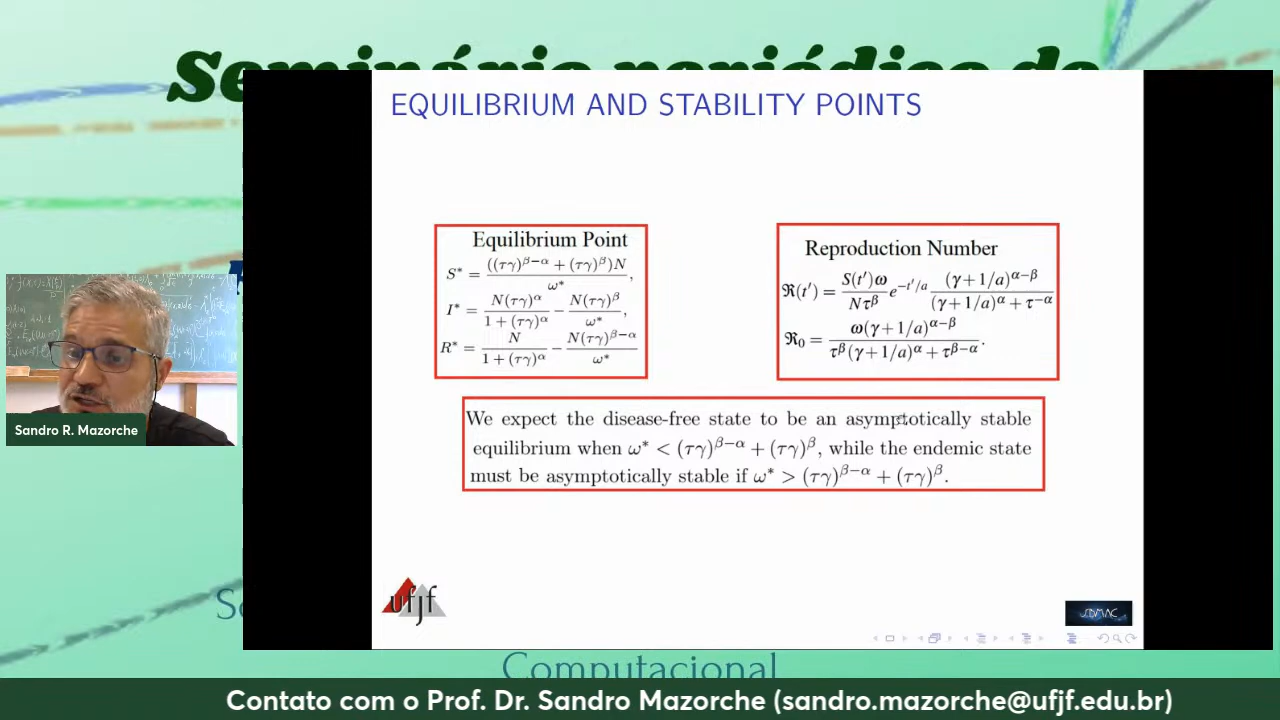 Seminário periódico de
EQUILIBRIUM AND STABILITY POINTS
Equilibrium Point
S* = ((τγ)^{β−α} + (τγ)^β)N / ω*,
I* = N(τγ)^α / 1 + (τγ)^α − N(τγ)^β / ω*,
R* = N / 1 + (τγ)^α − N(τγ)^{β−α} / ω*
Reproduction Number
ℜ(t′) = S(t′)ω / Nτ^β e^{−t′/a} (γ+1/a)^{α−β} / (γ+1/a)^α + τ^{−α}
ℜ₀ = ω(γ+1/a)^{α−β} / τ^β(γ+1/a)^α + τ^{β−α}.
We expect the disease-free state to be an asymptotically stable
equilibrium when ω* < (τγ)^{β−α} + (τγ)^β, while the endemic state
must be asymptotically stable if ω* > (τγ)^{β−α} + (τγ)^β.
Sandro R. Mazorche
ufjf
Computacional
Contato com o Prof. Dr. Sandro Mazorche (sandro.mazorche@ufjf.edu.br)